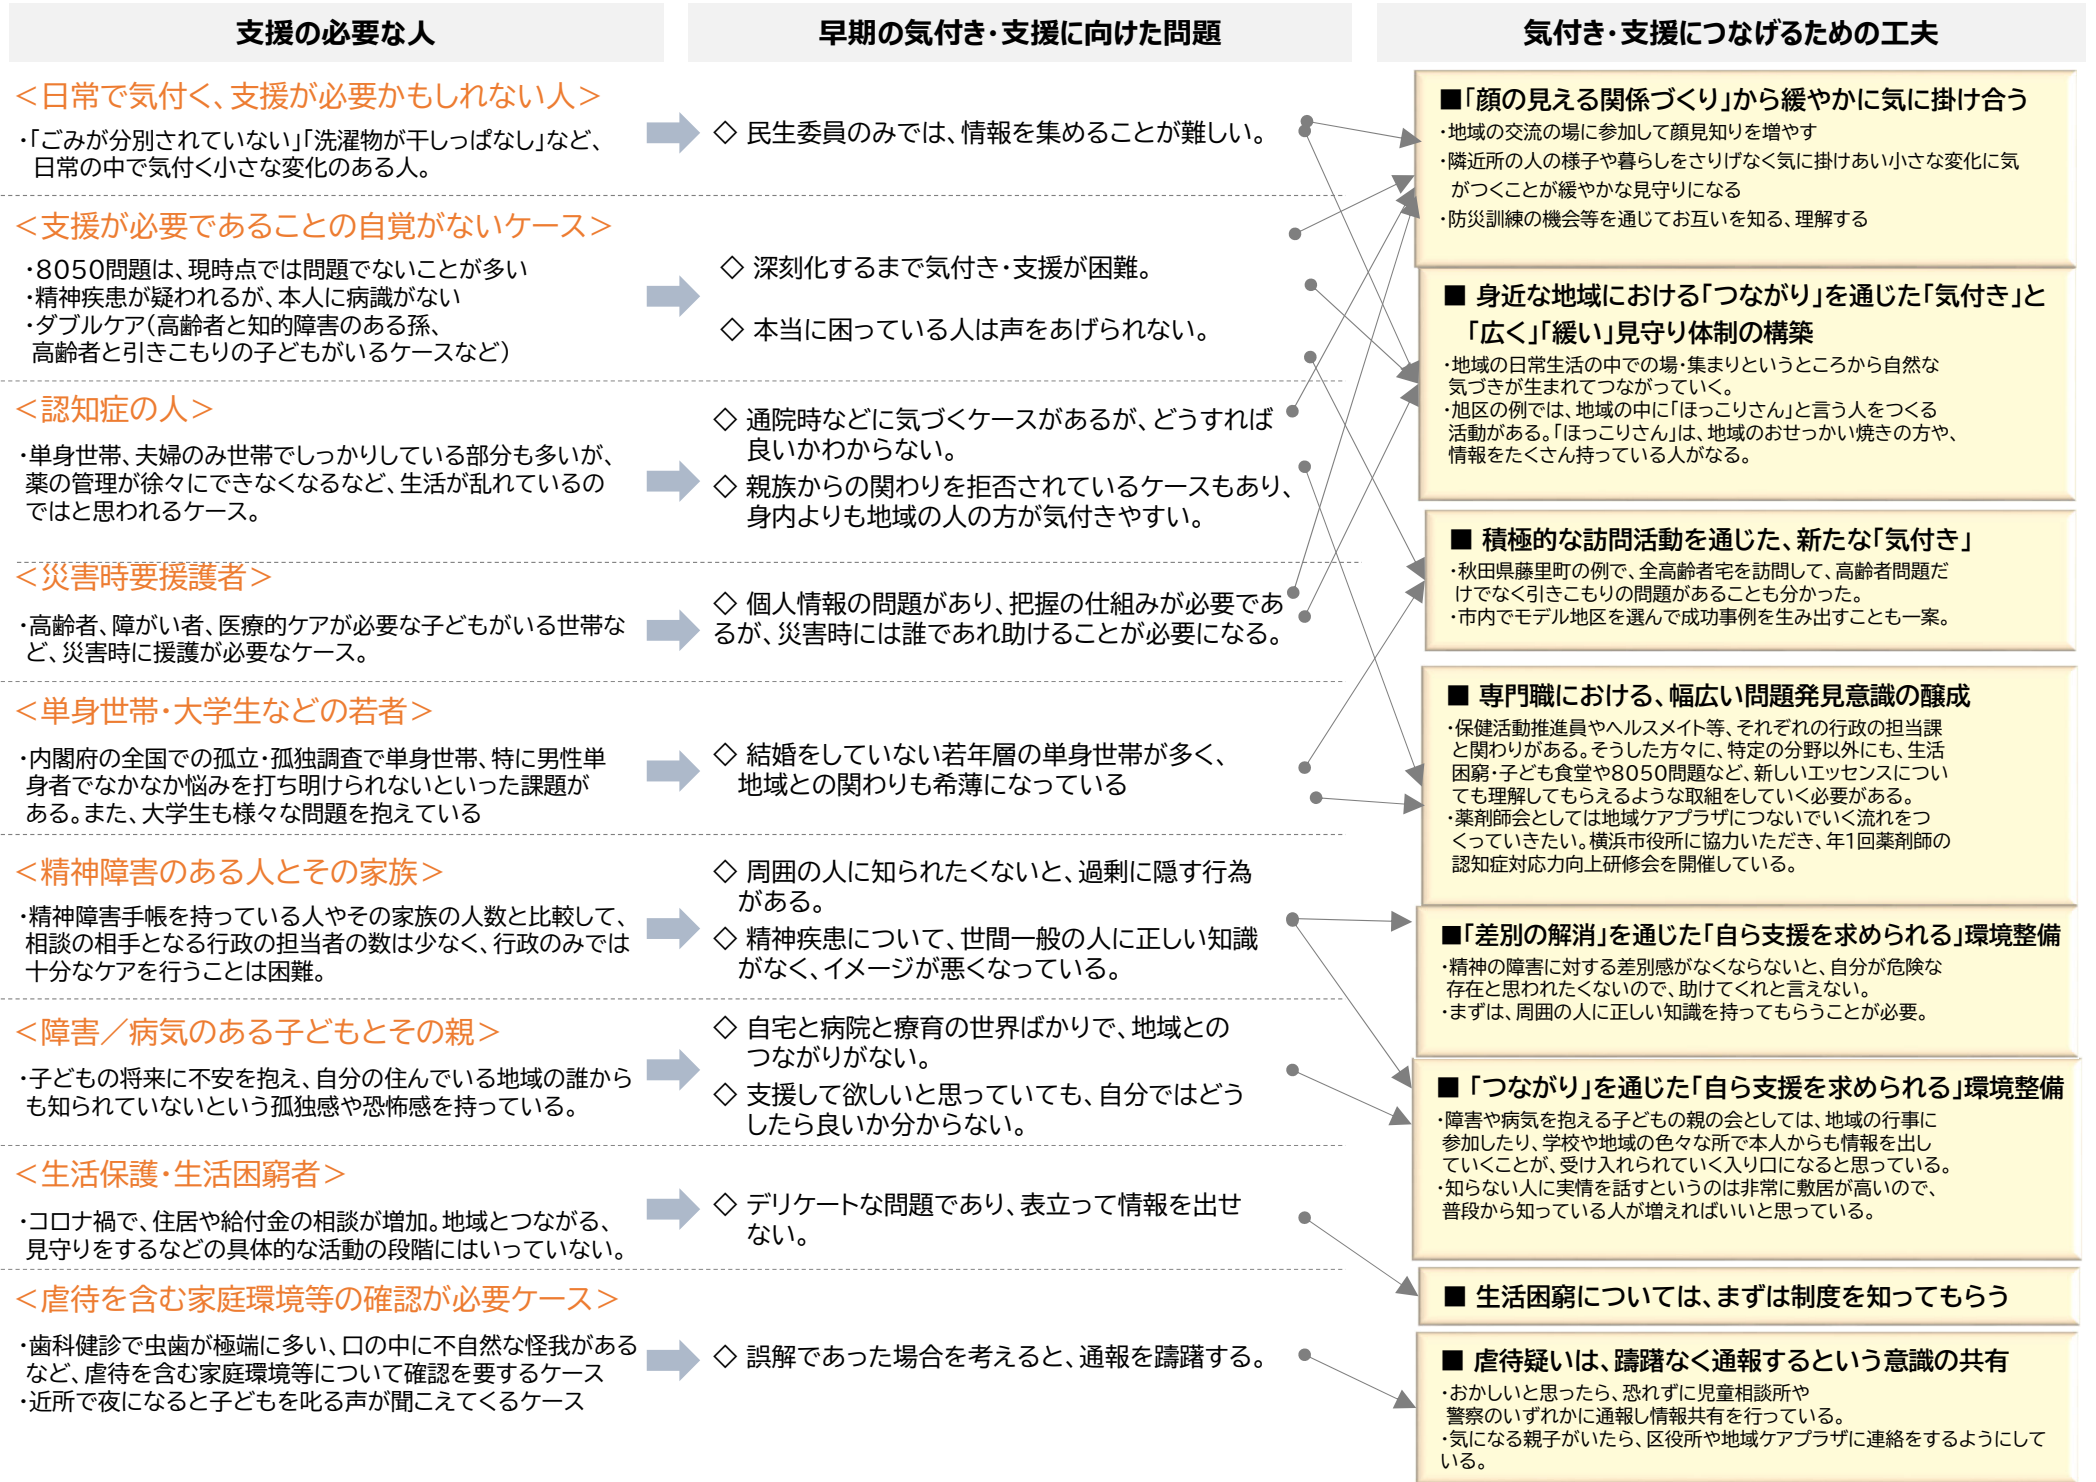 支援の必要な人
早期の気付き・支援に向けた問題
気付き・支援につなげるための工夫
＜日常で気付く、支援が必要かもしれない人＞
・「ごみが分別されていない」「洗濯物が干しっぱなし」など、
日常の中で気付く小さな変化のある人。
◇ 民生委員のみでは、情報を集めることが難しい。
＜支援が必要であることの自覚がないケース＞
・8050問題は、現時点では問題でないことが多い
・精神疾患が疑われるが、本人に病識がない
・ダブルケア（高齢者と知的障害のある孫、
高齢者と引きこもりの子どもがいるケースなど）
◇ 深刻化するまで気付き・支援が困難。
◇ 本当に困っている人は声をあげられない。
＜認知症の人＞
・単身世帯、夫婦のみ世帯でしっかりしている部分も多いが、
薬の管理が徐々にできなくなるなど、生活が乱れているの
ではと思われるケース。
◇ 通院時などに気づくケースがあるが、どうすれば
良いかわからない。
◇ 親族からの関わりを拒否されているケースもあり、
身内よりも地域の人の方が気付きやすい。
＜災害時要援護者＞
・高齢者、障がい者、医療的ケアが必要な子どもがいる世帯な
ど、災害時に援護が必要なケース。
◇ 個人情報の問題があり、把握の仕組みが必要であ
るが、災害時には誰であれ助けることが必要になる。
＜単身世帯・大学生などの若者＞
・内閣府の全国での孤立・孤独調査で単身世帯、特に男性単
身者でなかなか悩みを打ち明けられないといった課題が
ある。また、大学生も様々な問題を抱えている
◇ 結婚をしていない若年層の単身世帯が多く、
地域との関わりも希薄になっている
＜精神障害のある人とその家族＞
・精神障害手帳を持っている人やその家族の人数と比較して、
相談の相手となる行政の担当者の数は少なく、行政のみでは
十分なケアを行うことは困難。
◇ 周囲の人に知られたくないと、過剰に隠す行為
がある。
◇ 精神疾患について、世間一般の人に正しい知識
がなく、イメージが悪くなっている。
＜障害／病気のある子どもとその親＞
・子どもの将来に不安を抱え、自分の住んでいる地域の誰から
も知られていないという孤独感や恐怖感を持っている。
◇ 自宅と病院と療育の世界ばかりで、地域との
つながりがない。
◇ 支援して欲しいと思っていても、自分ではどう
したら良いか分からない。
＜生活保護・生活困窮者＞
・コロナ禍で、住居や給付金の相談が増加。地域とつながる、
見守りをするなどの具体的な活動の段階にはいっていない。
◇ デリケートな問題であり、表立って情報を出せ
ない。
＜虐待を含む家庭環境等の確認が必要ケース＞
・歯科健診で虫歯が極端に多い、口の中に不自然な怪我がある
など、虐待を含む家庭環境等について確認を要するケース
・近所で夜になると子どもを叱る声が聞こえてくるケース
◇ 誤解であった場合を考えると、通報を躊躇する。
■「顔の見える関係づくり」から緩やかに気に掛け合う
・地域の交流の場に参加して顔見知りを増やす
・隣近所の人の様子や暮らしをさりげなく気に掛けあい小さな変化に気
がつくことが緩やかな見守りになる
・防災訓練の機会等を通じてお互いを知る、理解する
■ 身近な地域における「つながり」を通じた「気付き」と
「広く」「緩い」見守り体制の構築
・地域の日常生活の中での場・集まりというところから自然な
気づきが生まれてつながっていく。
・旭区の例では、地域の中に「ほっこりさん」と言う人をつくる
活動がある。「ほっこりさん」は、地域のおせっかい焼きの方や、
情報をたくさん持っている人がなる。
■ 積極的な訪問活動を通じた、新たな「気付き」
・秋田県藤里町の例で、全高齢者宅を訪問して、高齢者問題だ
けでなく引きこもりの問題があることも分かった。
・市内でモデル地区を選んで成功事例を生み出すことも一案。
■ 専門職における、幅広い問題発見意識の醸成
・保健活動推進員やヘルスメイト等、それぞれの行政の担当課
と関わりがある。そうした方々に、特定の分野以外にも、生活
困窮・子ども食堂や8050問題など、新しいエッセンスについ
ても理解してもらえるような取組をしていく必要がある。
・薬剤師会としては地域ケアプラザにつないでいく流れをつ
くっていきたい。横浜市役所に協力いただき、年1回薬剤師の
認知症対応力向上研修会を開催している。
■「差別の解消」を通じた「自ら支援を求められる」環境整備
・精神の障害に対する差別感がなくならないと、自分が危険な
存在と思われたくないので、助けてくれと言えない。
・まずは、周囲の人に正しい知識を持ってもらうことが必要。
■ 「つながり」を通じた「自ら支援を求められる」環境整備
・障害や病気を抱える子どもの親の会としては、地域の行事に
参加したり、学校や地域の色々な所で本人からも情報を出し
ていくことが、受け入れられていく入り口になると思っている。
・知らない人に実情を話すというのは非常に敷居が高いので、
普段から知っている人が増えればいいと思っている。
■ 生活困窮については、まずは制度を知ってもらう
■ 虐待疑いは、躊躇なく通報するという意識の共有
・おかしいと思ったら、恐れずに児童相談所や
警察のいずれかに通報し情報共有を行っている。
・気になる親子がいたら、区役所や地域ケアプラザに連絡をするようにして
いる。